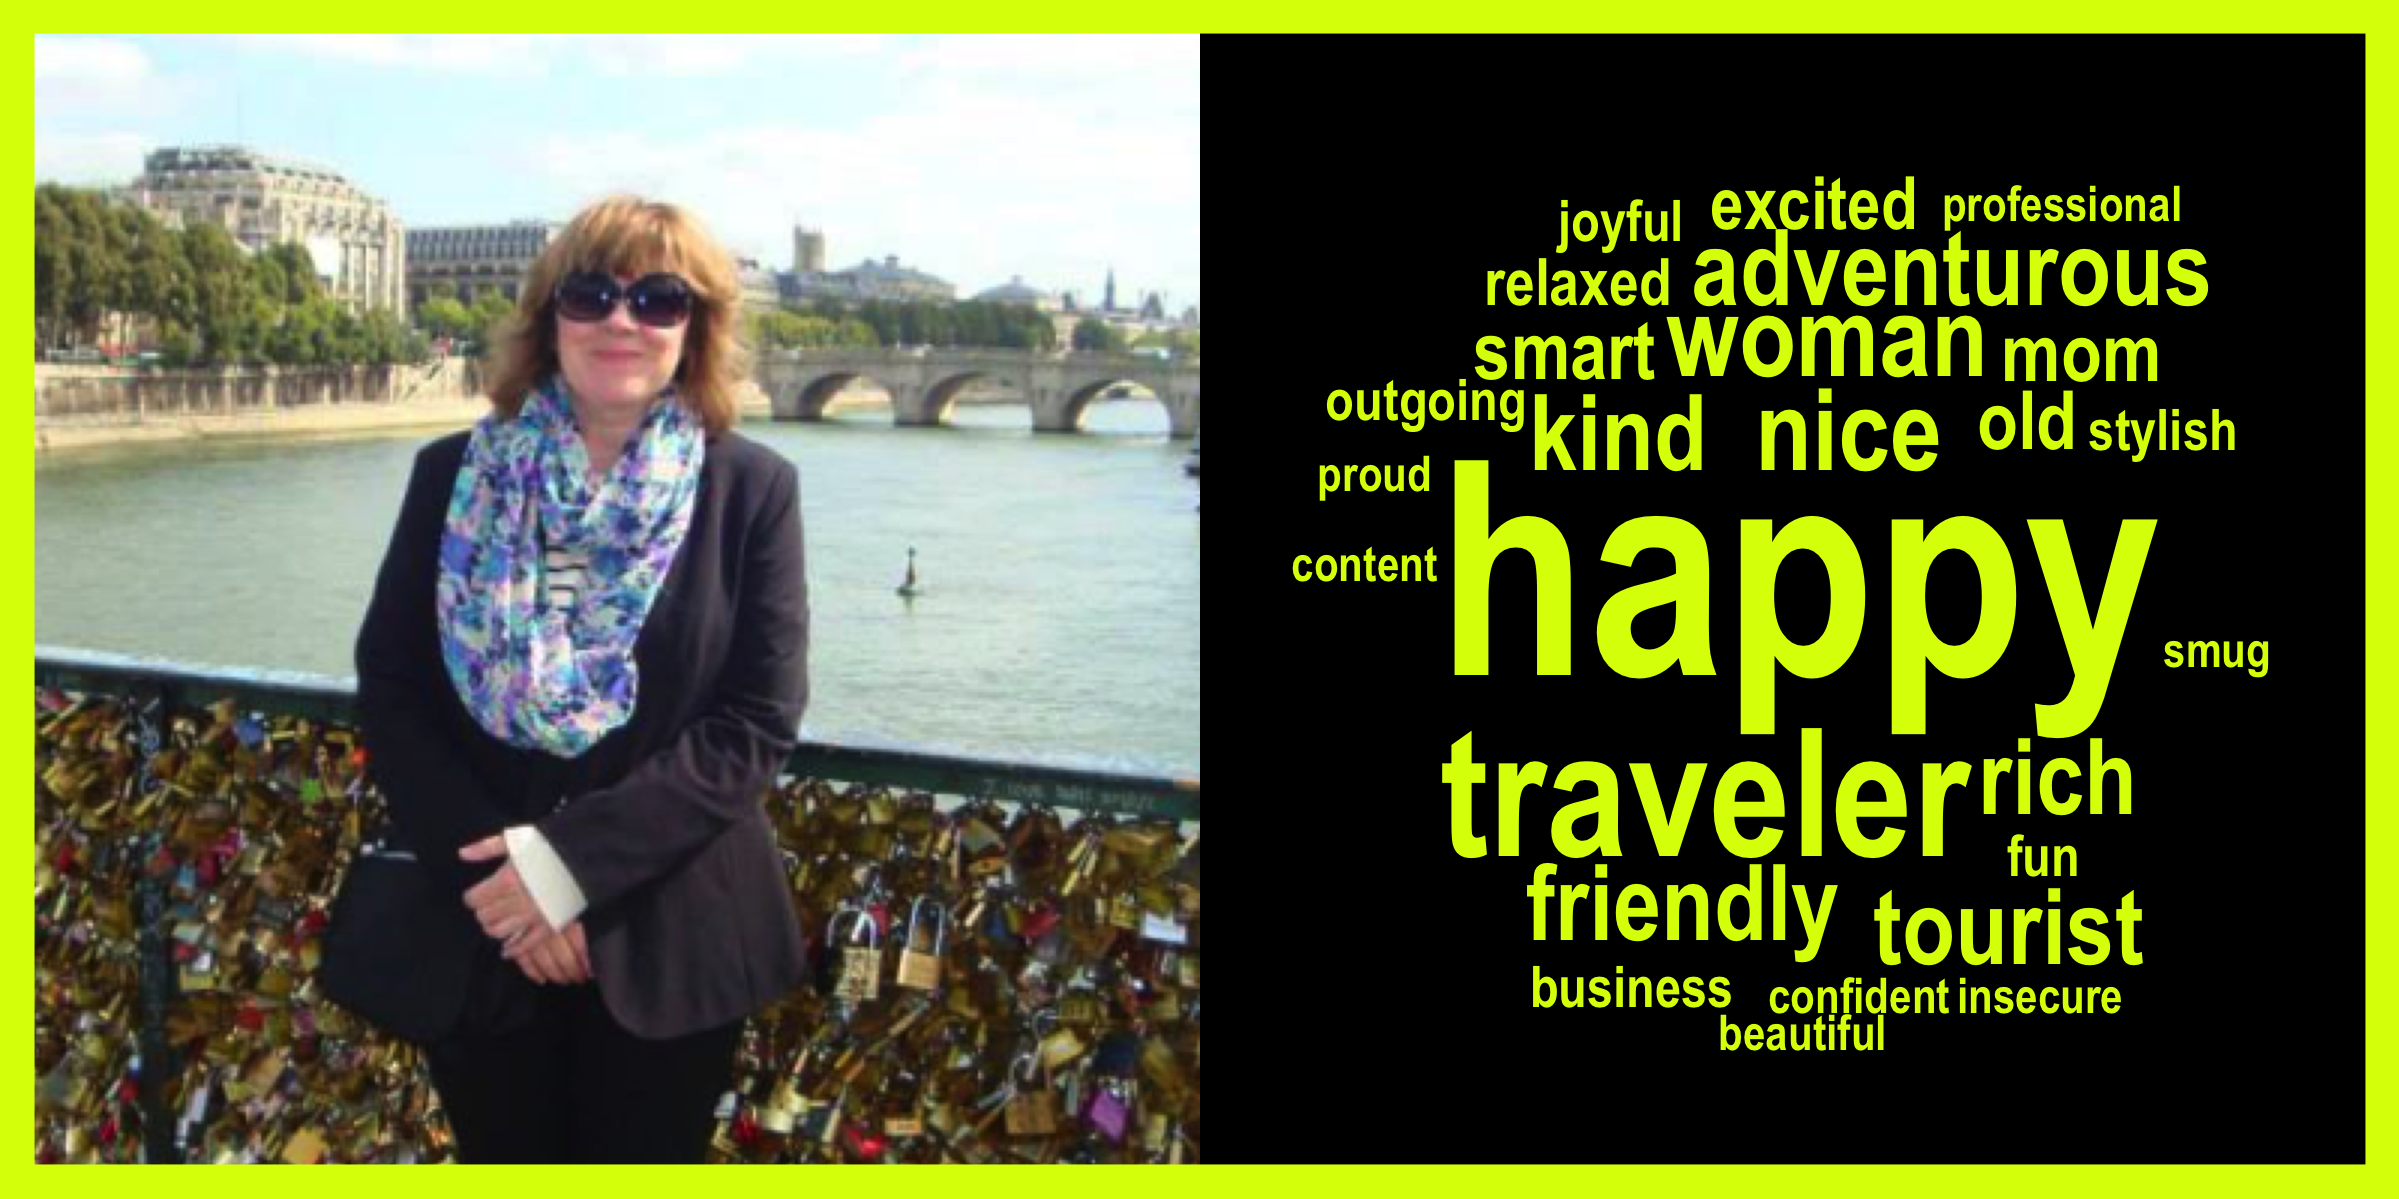 joyful excited professional
relaxed adventurous
smart woman mom
outgoing kind nice old stylish
proud
content happy
smug
traveler rich
fun
friendly tourist
business confident insecure
beautiful